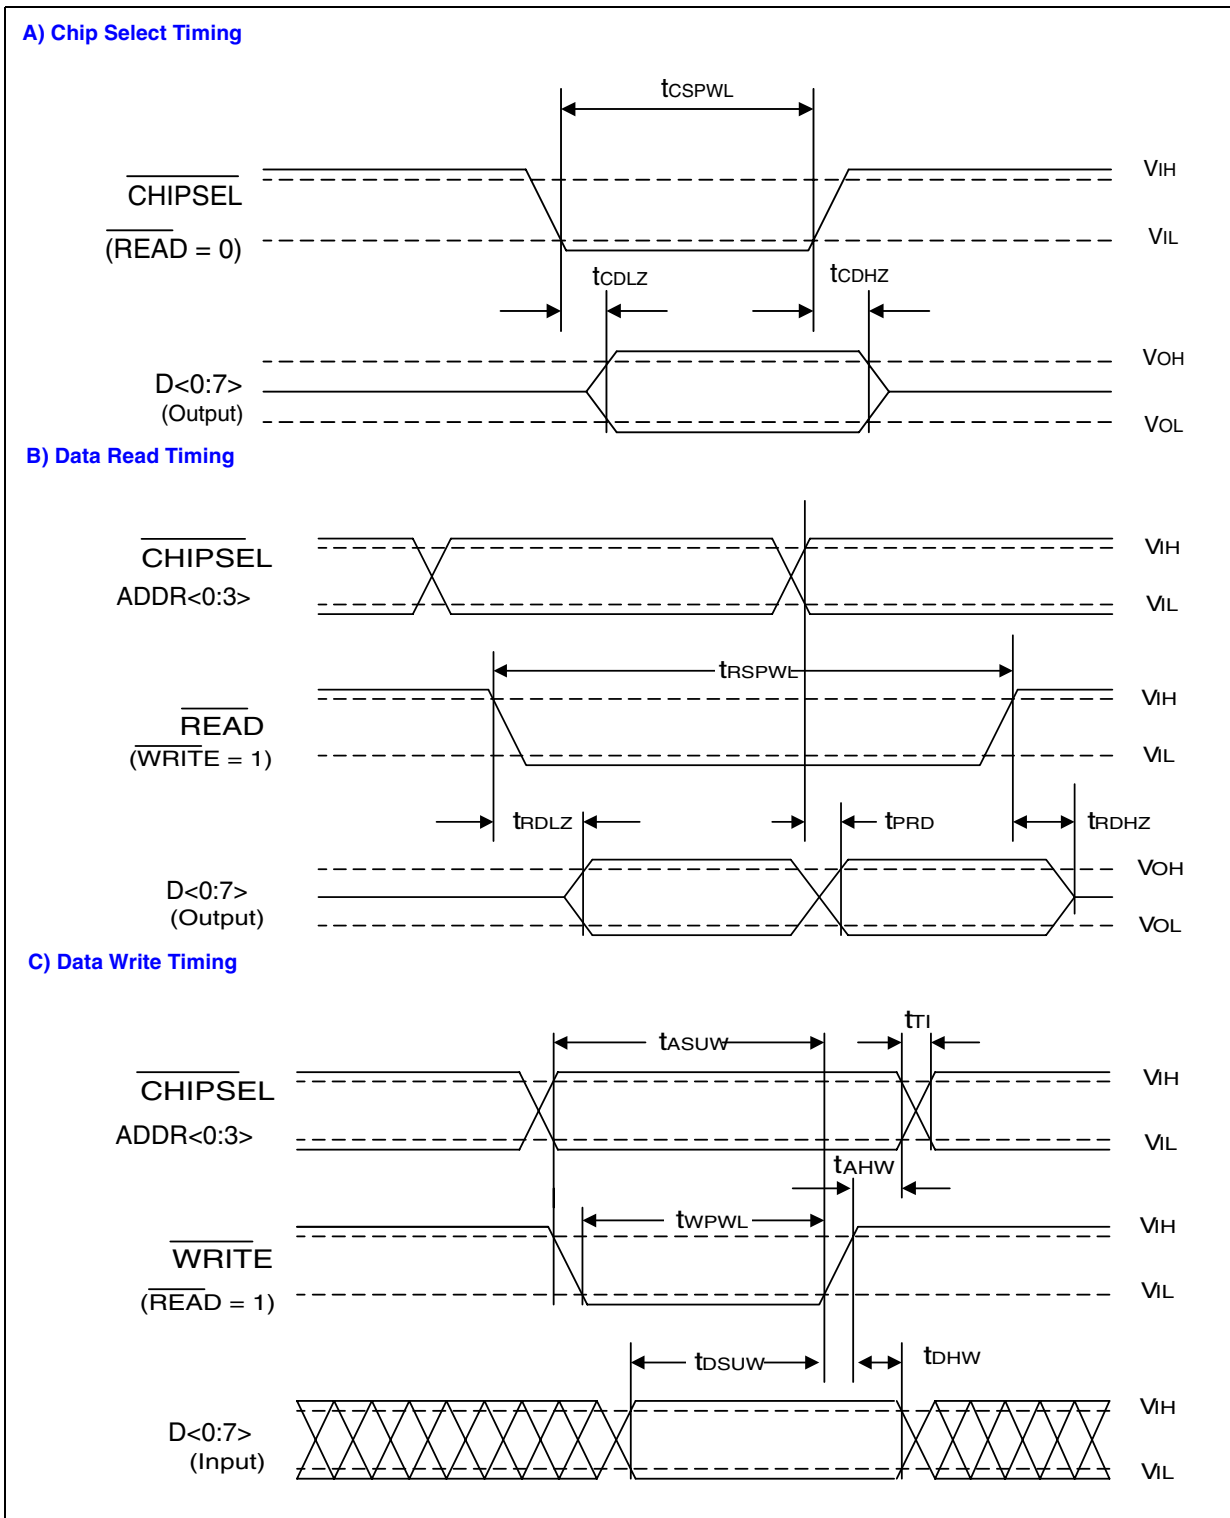 A) Chip Select Timing
tCSPWL
CHIPSEL
VIH
(READ = 0)
VIL
tCDLZ
tCDHZ
D<0:7>
VOH
(Output)
VOL
B) Data Read Timing
CHIPSEL
VIH
ADDR<0:3>
VIL
tRSPWL
READ
VIH
(WRITE = 1)
VIL
tRDLZ
tPRD
tRDHZ
D<0:7>
VOH
(Output)
VOL
C) Data Write Timing
tTI
tASUW
CHIPSEL
VIH
ADDR<0:3>
VIL
tAHW
tWPWL
VIH
WRITE
(READ = 1)
VIL
tDSUW
tDHW
D<0:7>
VIH
(Input)
VIL